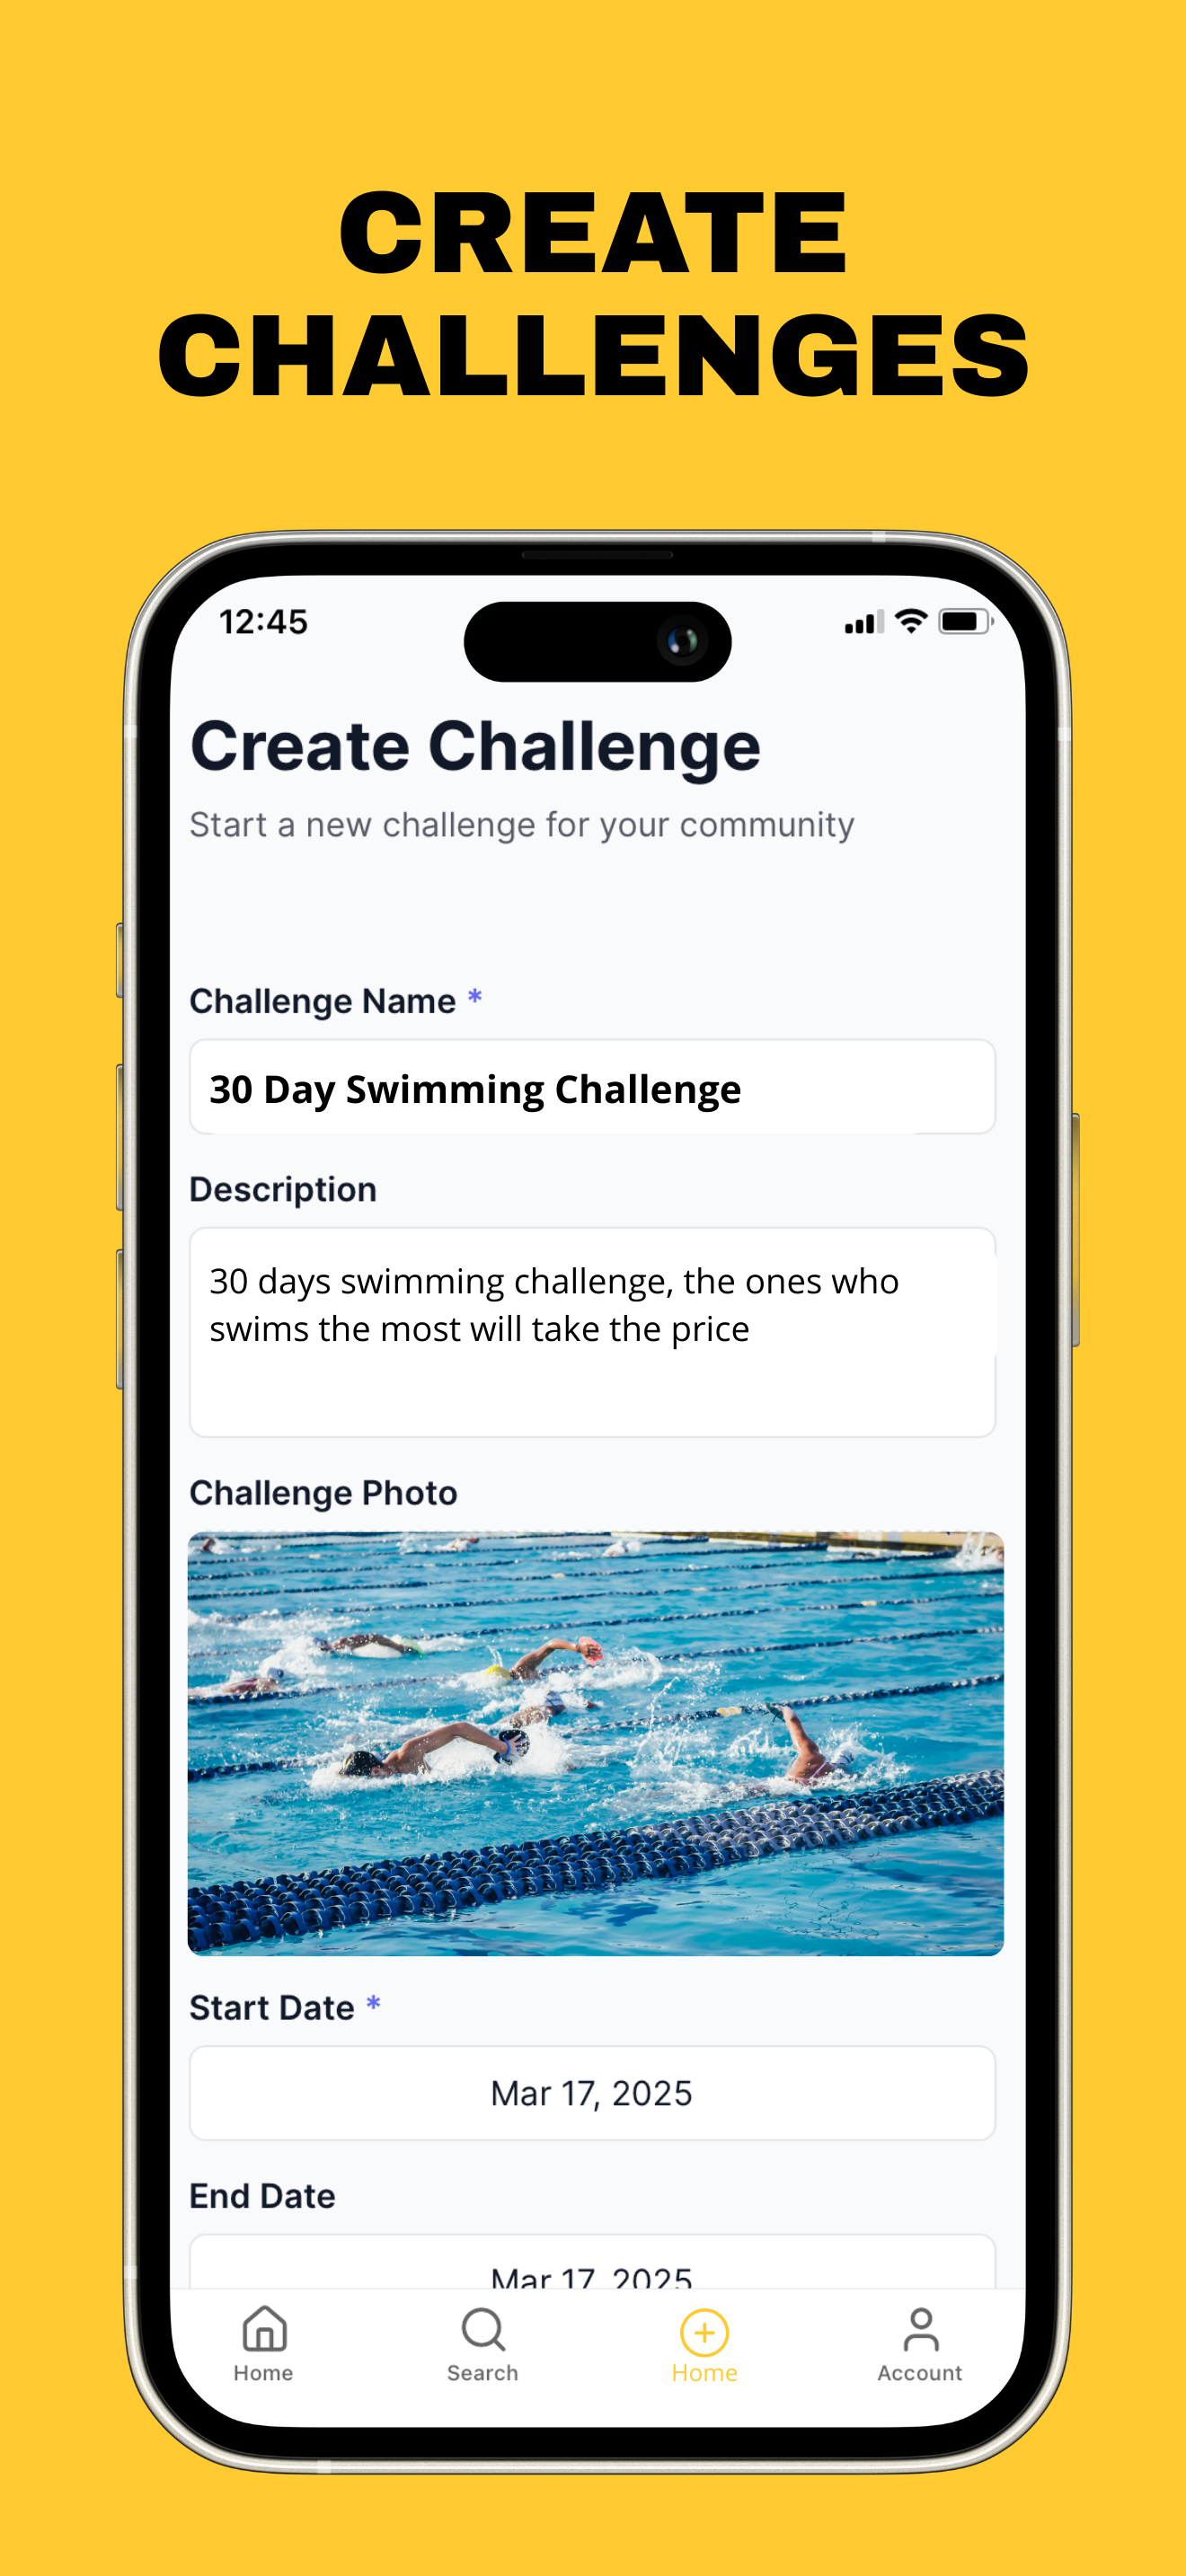 CREATE
CHALLENGES
12:45
Create Challenge
Start a new challenge for your community
Challenge Name *
30 Day Swimming Challenge
Description
30 days swimming challenge, the ones who
swims the most will take the price
Challenge Photo
Start Date *
Mar 17, 2025
End Date
Mar 17, 2025
Home
Search
Home
Account